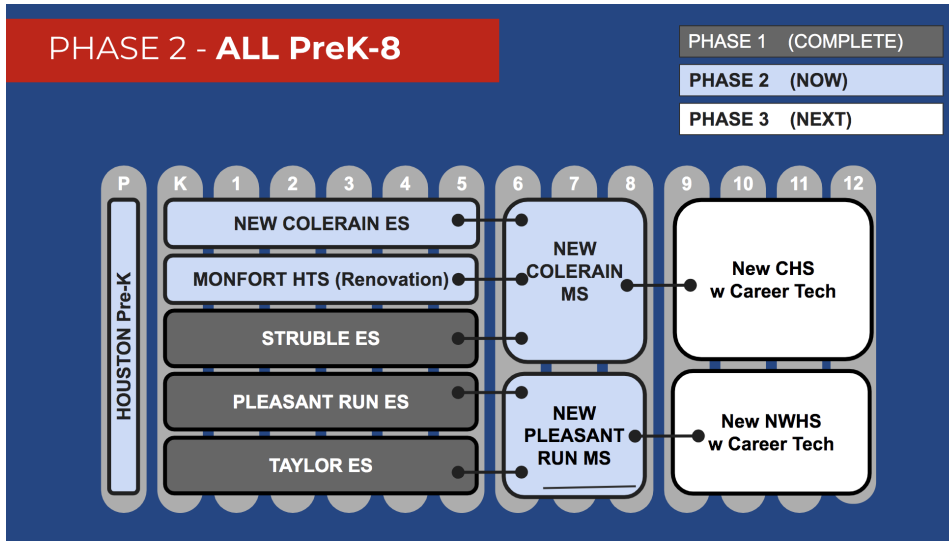 PHASE 2 - ALL PreK-8
PHASE 1 (COMPLETE)
PHASE 2 (NOW)
PHASE 3 (NEXT)
P K 1 2 3 4 5 6 7 8 9 10 11 12
HOUSTON Pre-K
NEW COLERAIN ES
MONFORT HTS (Renovation)
STRUBLE ES
PLEASANT RUN ES
TAYLOR ES
NEW
COLERAIN
MS
NEW
PLEASANT
RUN MS
New CHS
w Career Tech
New NWHS
w Career Tech